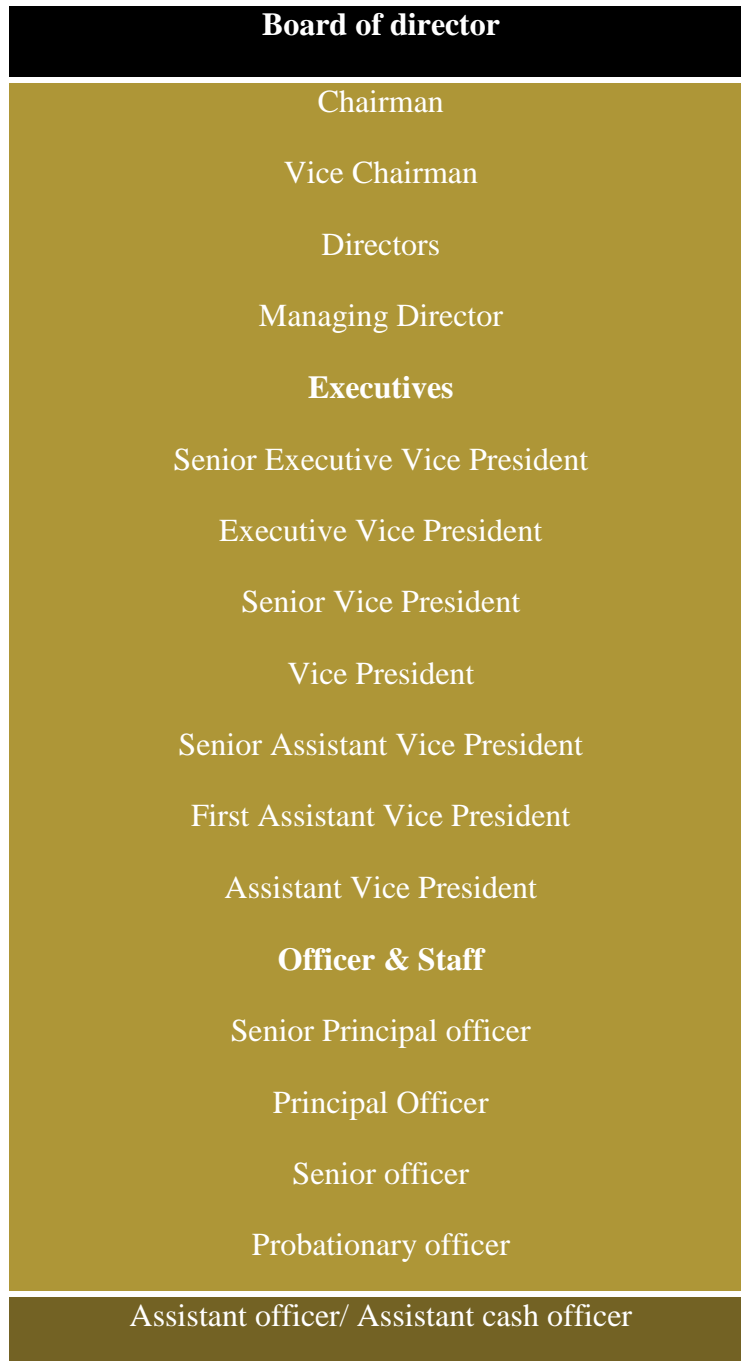 Board of director
Chairman
Vice Chairman
Directors
Managing Director
Executives
Senior Executive Vice President
Executive Vice President
Senior Vice President
Vice President
Senior Assistant Vice President
First Assistant Vice President
Assistant Vice President
Officer & Staff
Senior Principal officer
Principal Officer
Senior officer
Probationary officer
Assistant officer/ Assistant cash officer